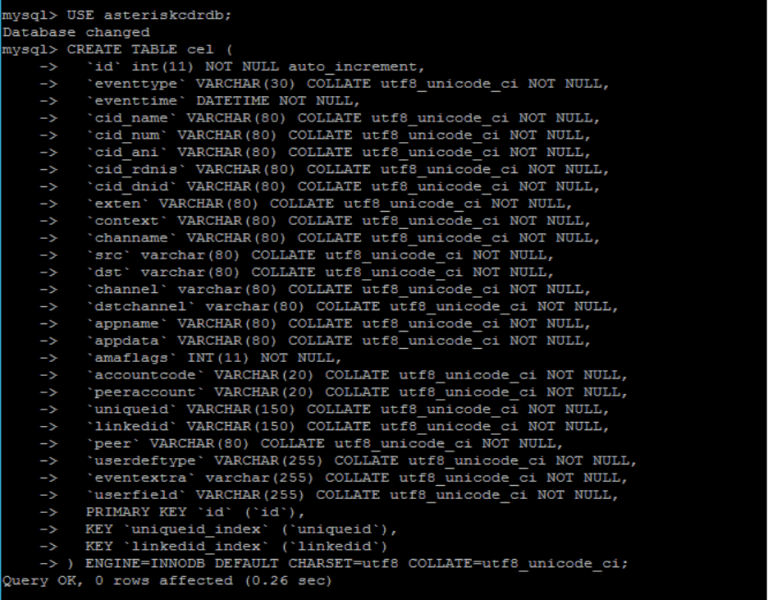 mysql> USE asteriskcdrdb;
Database changed
mysql> CREATE TABLE cel (
    ->   `id` int(11) NOT NULL auto_increment,
    ->   `eventtype` VARCHAR(30) COLLATE utf8_unicode_ci NOT NULL,
    ->   `eventtime` DATETIME NOT NULL,
    ->   `cid_name` VARCHAR(80) COLLATE utf8_unicode_ci NOT NULL,
    ->   `cid_num` VARCHAR(80) COLLATE utf8_unicode_ci NOT NULL,
    ->   `cid_ani` VARCHAR(80) COLLATE utf8_unicode_ci NOT NULL,
    ->   `cid_rdnis` VARCHAR(80) COLLATE utf8_unicode_ci NOT NULL,
    ->   `cid_dnid` VARCHAR(80) COLLATE utf8_unicode_ci NOT NULL,
    ->   `exten` VARCHAR(80) COLLATE utf8_unicode_ci NOT NULL,
    ->   `context` VARCHAR(80) COLLATE utf8_unicode_ci NOT NULL,
    ->   `channame` VARCHAR(80) COLLATE utf8_unicode_ci NOT NULL,
    ->   `src` varchar(80) COLLATE utf8_unicode_ci NOT NULL,
    ->   `dst` varchar(80) COLLATE utf8_unicode_ci NOT NULL,
    ->   `channel` varchar(80) COLLATE utf8_unicode_ci NOT NULL,
    ->   `dstchannel` varchar(80) COLLATE utf8_unicode_ci NOT NULL,
    ->   `appname` VARCHAR(80) COLLATE utf8_unicode_ci NOT NULL,
    ->   `appdata` VARCHAR(80) COLLATE utf8_unicode_ci NOT NULL,
    ->   `amaflags` INT(11) NOT NULL,
    ->   `accountcode` VARCHAR(20) COLLATE utf8_unicode_ci NOT NULL,
    ->   `peeraccount` VARCHAR(20) COLLATE utf8_unicode_ci NOT NULL,
    ->   `uniqueid` VARCHAR(150) COLLATE utf8_unicode_ci NOT NULL,
    ->   `linkedid` VARCHAR(150) COLLATE utf8_unicode_ci NOT NULL,
    ->   `peer` VARCHAR(80) COLLATE utf8_unicode_ci NOT NULL,
    ->   `userdeftype` VARCHAR(255) COLLATE utf8_unicode_ci NOT NULL,
    ->   `eventextra` varchar(255) COLLATE utf8_unicode_ci NOT NULL,
    ->   `userfield` VARCHAR(255) COLLATE utf8_unicode_ci NOT NULL,
    ->   PRIMARY KEY `id` (`id`),
    ->   KEY `uniqueid_index` (`uniqueid`),
    ->   KEY `linkedid_index` (`linkedid`)
    -> ) ENGINE=INNODB DEFAULT CHARSET=utf8 COLLATE=utf8_unicode_ci;
Query OK, 0 rows affected (0.26 sec)